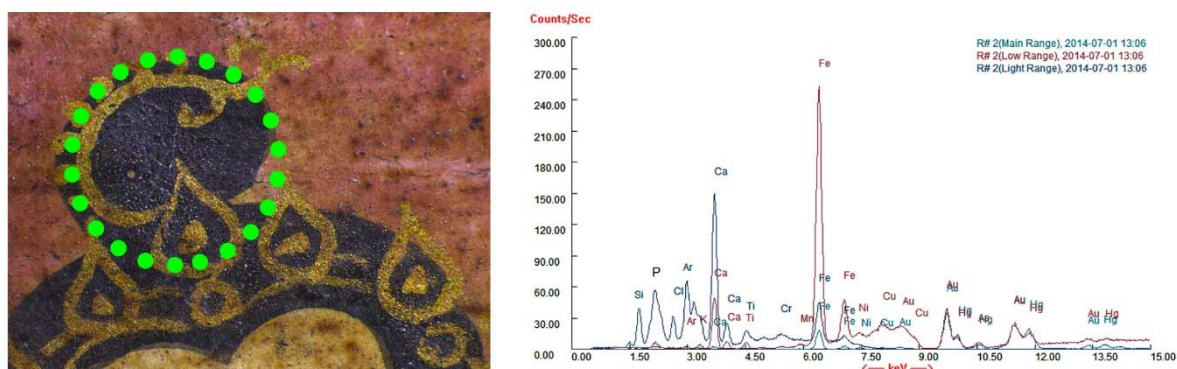 Counts/Sec
300.00
270.00
240.00
210.00
180.00
150.00
120.00
90.00
60.00
30.00
0.00
R# 2(Main Range), 2014-07-01 13:06
R# 2(Low Range), 2014-07-01 13:06
R# 2(Light Range), 2014-07-01 13:06
Fe
Ca
Si P Cl Ar
Ar K
Ca
Ca
Ca
Ca
Ti
Ti
Cr
Mn
Fe
Fe
Fe
Fe
Fe
Ni
Ni
Cu
Cu
Au
Au
Cu
Au
Hg
Au Hg
Hg
Au Hg
Au Hg
0.00 1.50 3.00 4.50 6.00 7.50 9.00 10.50 12.00 13.50 15.00
keV